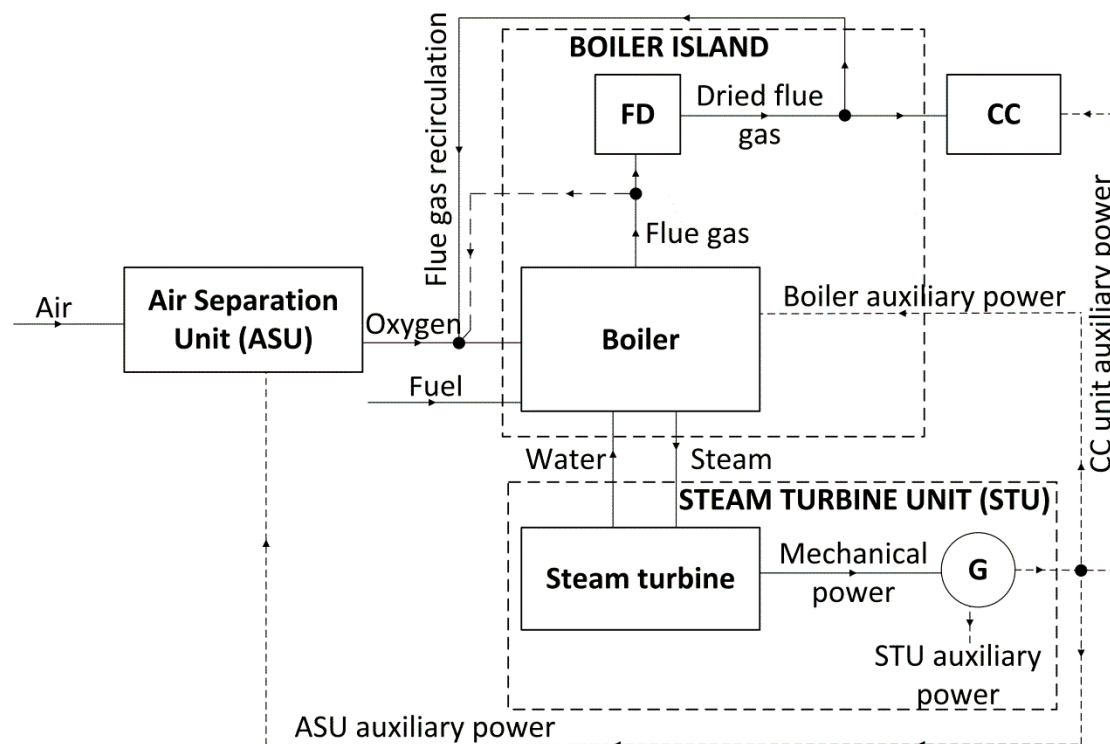 Flue gas recirculation
BOILER ISLAND
FD
Dried flue
gas
CC
Flue gas
CC unit auxiliary power
Air
Air Separation
Unit (ASU)
Oxygen
Boiler auxiliary power
Boiler
Fuel
Water
Steam
STEAM TURBINE UNIT (STU)
Steam turbine
Mechanical
power
G
STU auxiliary
power
ASU auxiliary power